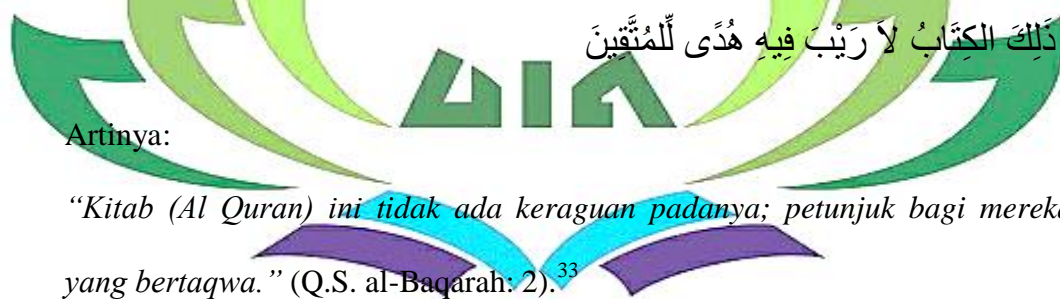 ذَلِكَ الكِتَابُ لاَ رَيْبَ فِيهِ هُدًى لِّلمُتَّقِينَ
Artinya:
“Kitab (Al Quran) ini tidak ada keraguan padanya; petunjuk bagi mereka
yang bertaqwa.” (Q.S. al-Baqarah: 2).³³